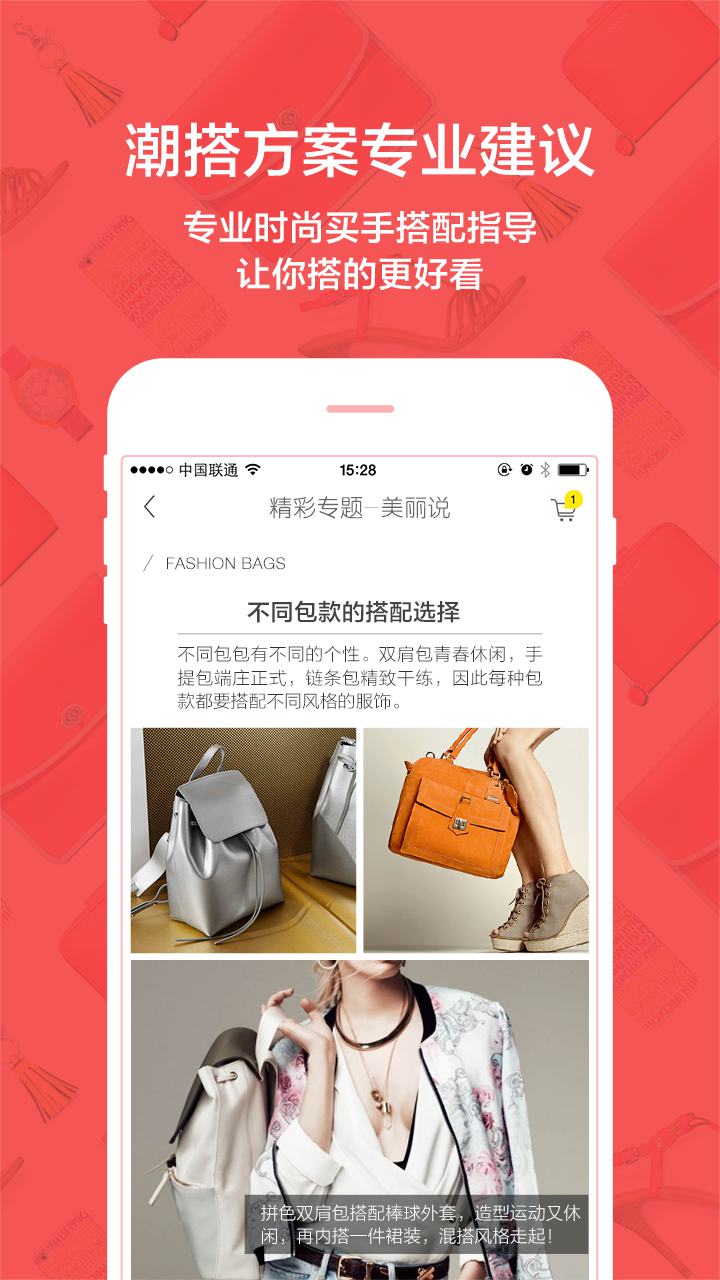 潮搭方案专业建议
专业时尚买手搭配指导
让你搭的更好看
中国联通 15:28
精彩专题-美丽说
1
/ FASHION BAGS
不同包款的搭配选择
不同包包有不同的个性。双肩包青春休闲，手
提包端庄正式，链条包精致干练，因此每种包
款都要搭配不同风格的服饰。
拼色双肩包搭配棒球外套，造型运动又休
闲，再内搭一件裙装，混搭风格走起！